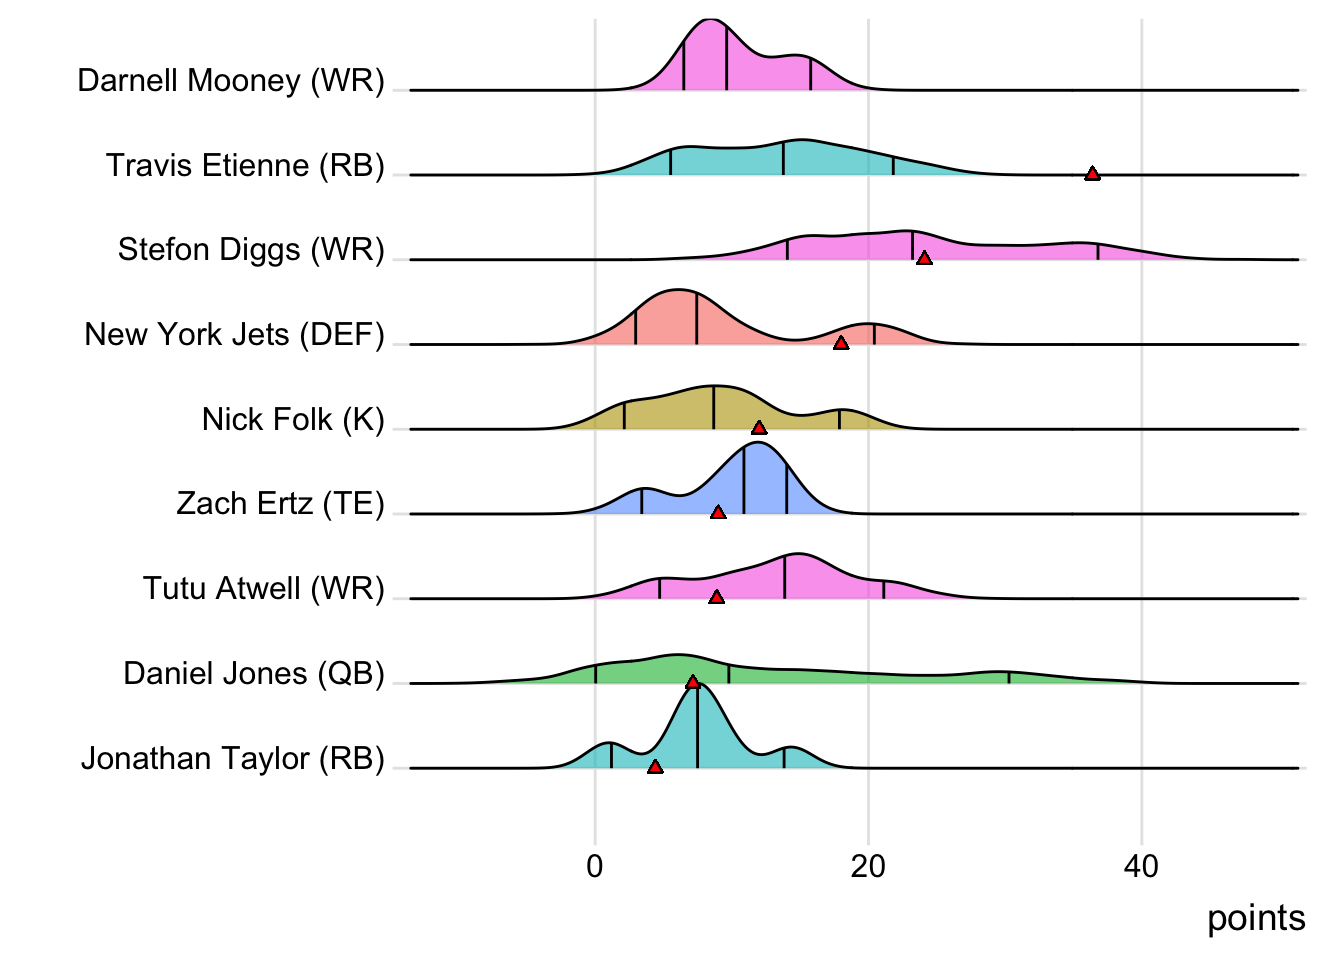 Darnell Mooney (WR)
Travis Etienne (RB)
Stefon Diggs (WR)
New York Jets (DEF)
Nick Folk (K)
Zach Ertz (TE)
Tutu Atwell (WR)
Daniel Jones (QB)
Jonathan Taylor (RB)
0 20 40
points